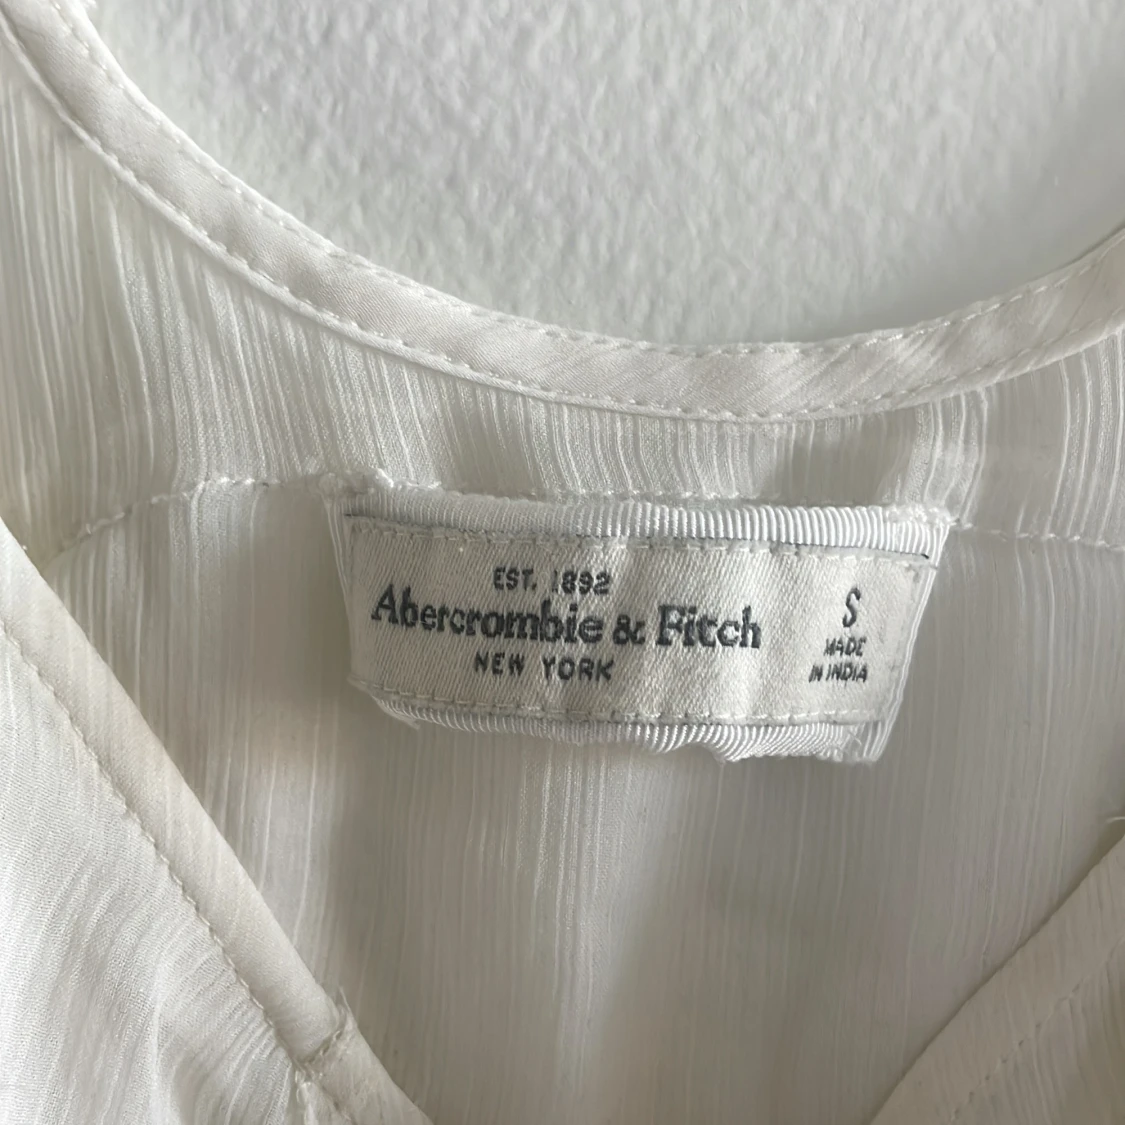 EST. 1892
Abercrombie & Fitch
NEW YORK
S
MADE
IN INDIA